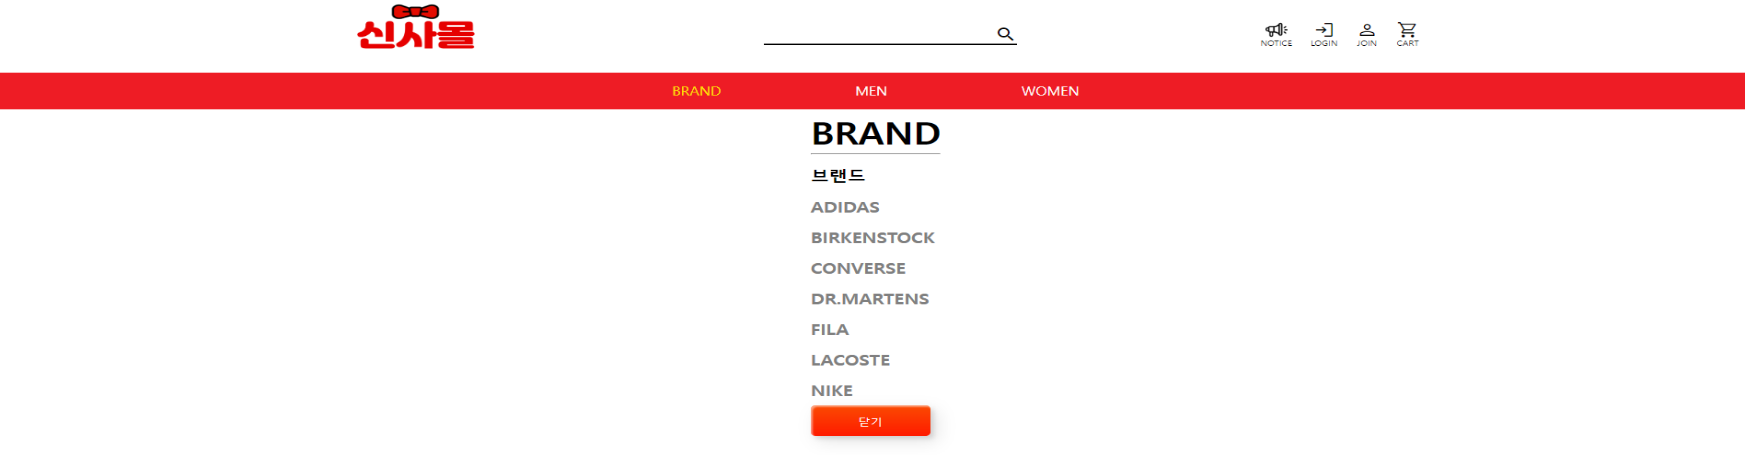 신사몰
NOTICE LOGIN JOIN CART
BRAND MEN WOMEN
BRAND
브랜드
ADIDAS
BIRKENSTOCK
CONVERSE
DR.MARTENS
FILA
LACOSTE
NIKE
닫기